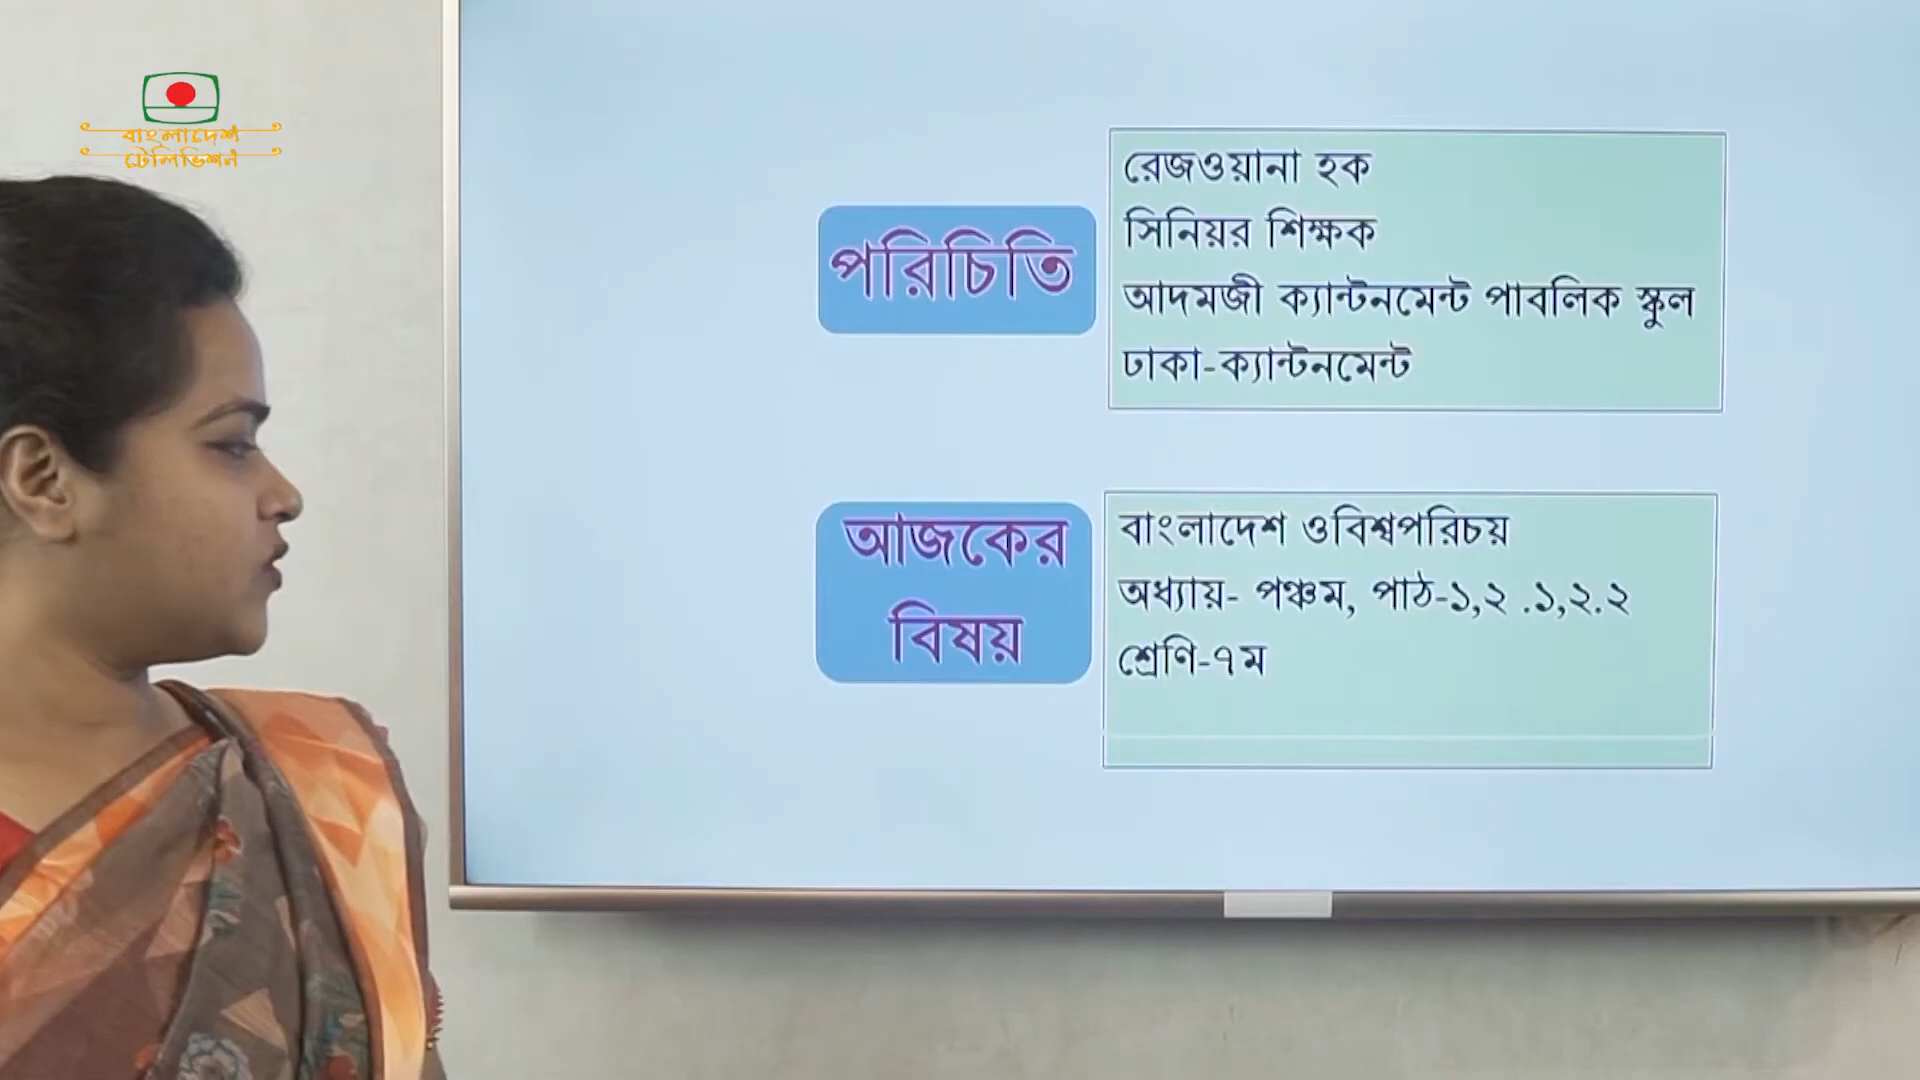 বাংলাদেশ
টেলিভিশন
পরিচিতি
রেজওয়ানা হক
সিনিয়র শিক্ষক
আদমজী ক্যান্টনমেন্ট পাবলিক স্কুল
ঢাকা-ক্যান্টনমেন্ট
আজকের
বিষয়
বাংলাদেশ ওবিশ্বপরিচয়
অধ্যায়- পঞ্চম, পাঠ-১,২ .১,২.২
শ্রেণি-৭ম